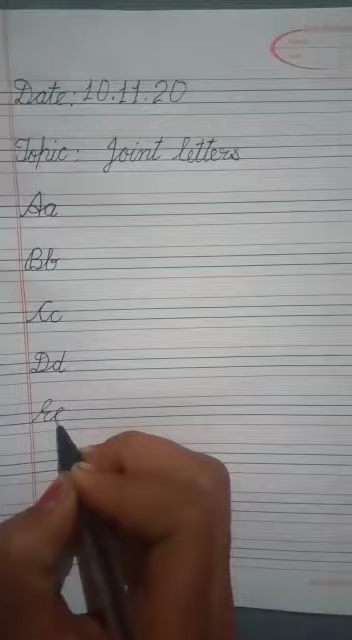 Date: 10.11.20
Topic: Joint letters
Aa
Bb
Cc
Dd
Ee